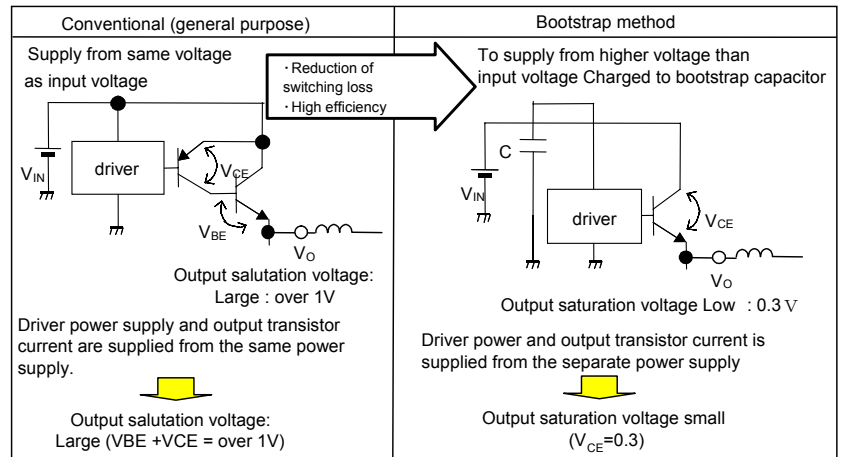 Conventional (general purpose)
Supply from same voltage
as input voltage
driver
VIN
VCE
VBE
VO
Output salutation voltage:
Large : over 1V
Driver power supply and output transistor
current are supplied from the same power
supply.
Output salutation voltage:
Large (VBE +VCE = over 1V)
・Reduction of
switching loss
・High efficiency
Bootstrap method
To supply from higher voltage than
input voltage Charged to bootstrap capacitor
C
VIN
driver
VCE
VO
Output saturation voltage Low : 0.3 V
Driver power and output transistor current is
supplied from the separate power supply
Output saturation voltage small
(VCE=0.3)